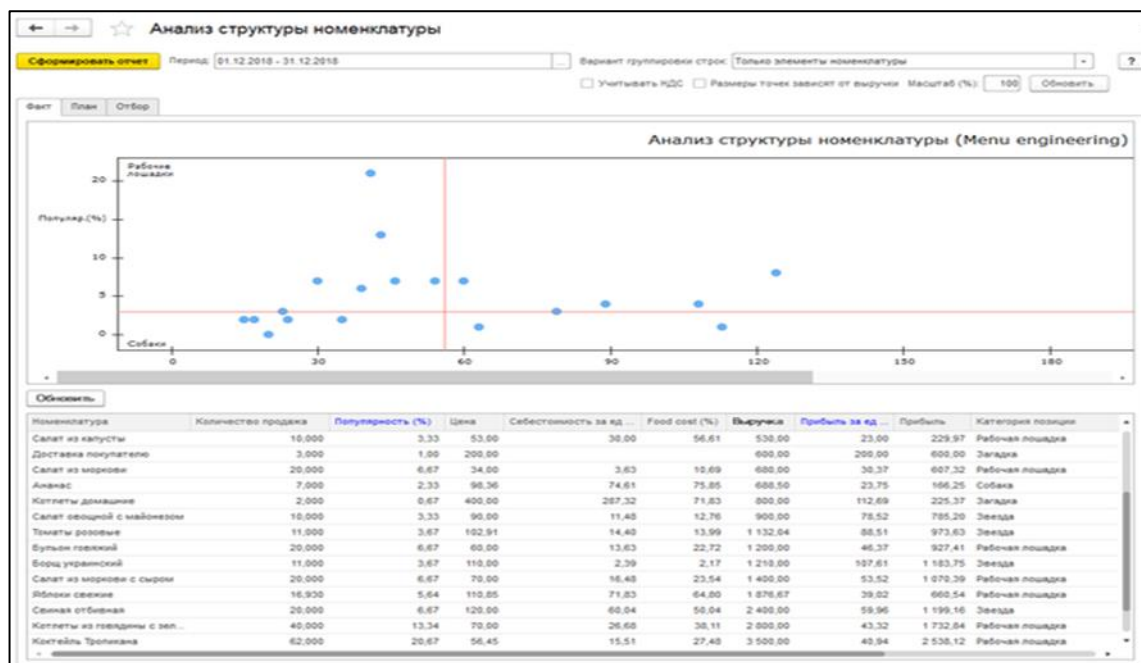 Анализ структуры номенклатуры
Сформировать отчет Период: 01.12.2018 - 31.12.2018 ... Вариант группировки строк: Только элементы номенклатуры ?
Учитывать НДС Размеры точек зависят от выручки Масштаб (%): 100 Обновить
Факт План Отбор
Анализ структуры номенклатуры (Menu engineering)
Рабочие
лошадки
20
Популяр.(%)
10
5
0
Собаки
0 30 60 90 120 150 180
Обновить
Номенклатура Количество продажа Популярность (%) Цена Себестоимость за ед ... Food cost (%) Выручка Прибыль за ед ... Прибыль Категория позиции
Салат из капусты 10,000 3,33 53,00 30,00 56,61 530,00 23,00 229,97 Рабочая лошадка
Доставка покупателю 3,000 1,00 200,00 600,00 200,00 600,00 Загадка
Салат из моркови 20,000 6,67 34,00 3,63 10,69 680,00 30,37 607,32 Рабочая лошадка
Ананас 7,000 2,33 98,36 74,61 75,85 688,50 23,75 166,25 Собака
Котлеты домашние 2,000 0,67 400,00 287,32 71,83 800,00 112,69 225,37 Загадка
Салат овощной с майонезом 10,000 3,33 90,00 11,48 12,76 900,00 78,52 785,20 Звезда
Томаты розовые 11,000 3,67 102,91 14,40 13,99 1 132,04 88,51 973,63 Звезда
Бульон говяжий 20,000 6,67 60,00 13,63 22,72 1 200,00 46,37 927,41 Рабочая лошадка
Борщ украинский 11,000 3,67 110,00 2,39 2,17 1 210,00 107,61 1 183,75 Звезда
Салат из моркови с сыром 20,000 6,67 70,00 16,48 23,54 1 400,00 53,52 1 070,39 Рабочая лошадка
Яблоки свежие 16,930 5,64 110,85 71,83 64,80 1 876,67 39,02 660,54 Рабочая лошадка
Свиная отбивная 20,000 6,67 120,00 60,04 50,04 2 400,00 59,96 1 199,16 Звезда
Котлеты из говядины с зел... 40,000 13,34 70,00 26,68 38,11 2 800,00 43,32 1 732,84 Рабочая лошадка
Коктейль Тропикана 62,000 20,67 56,45 15,51 27,48 3 500,00 40,94 2 538,12 Рабочая лошадка